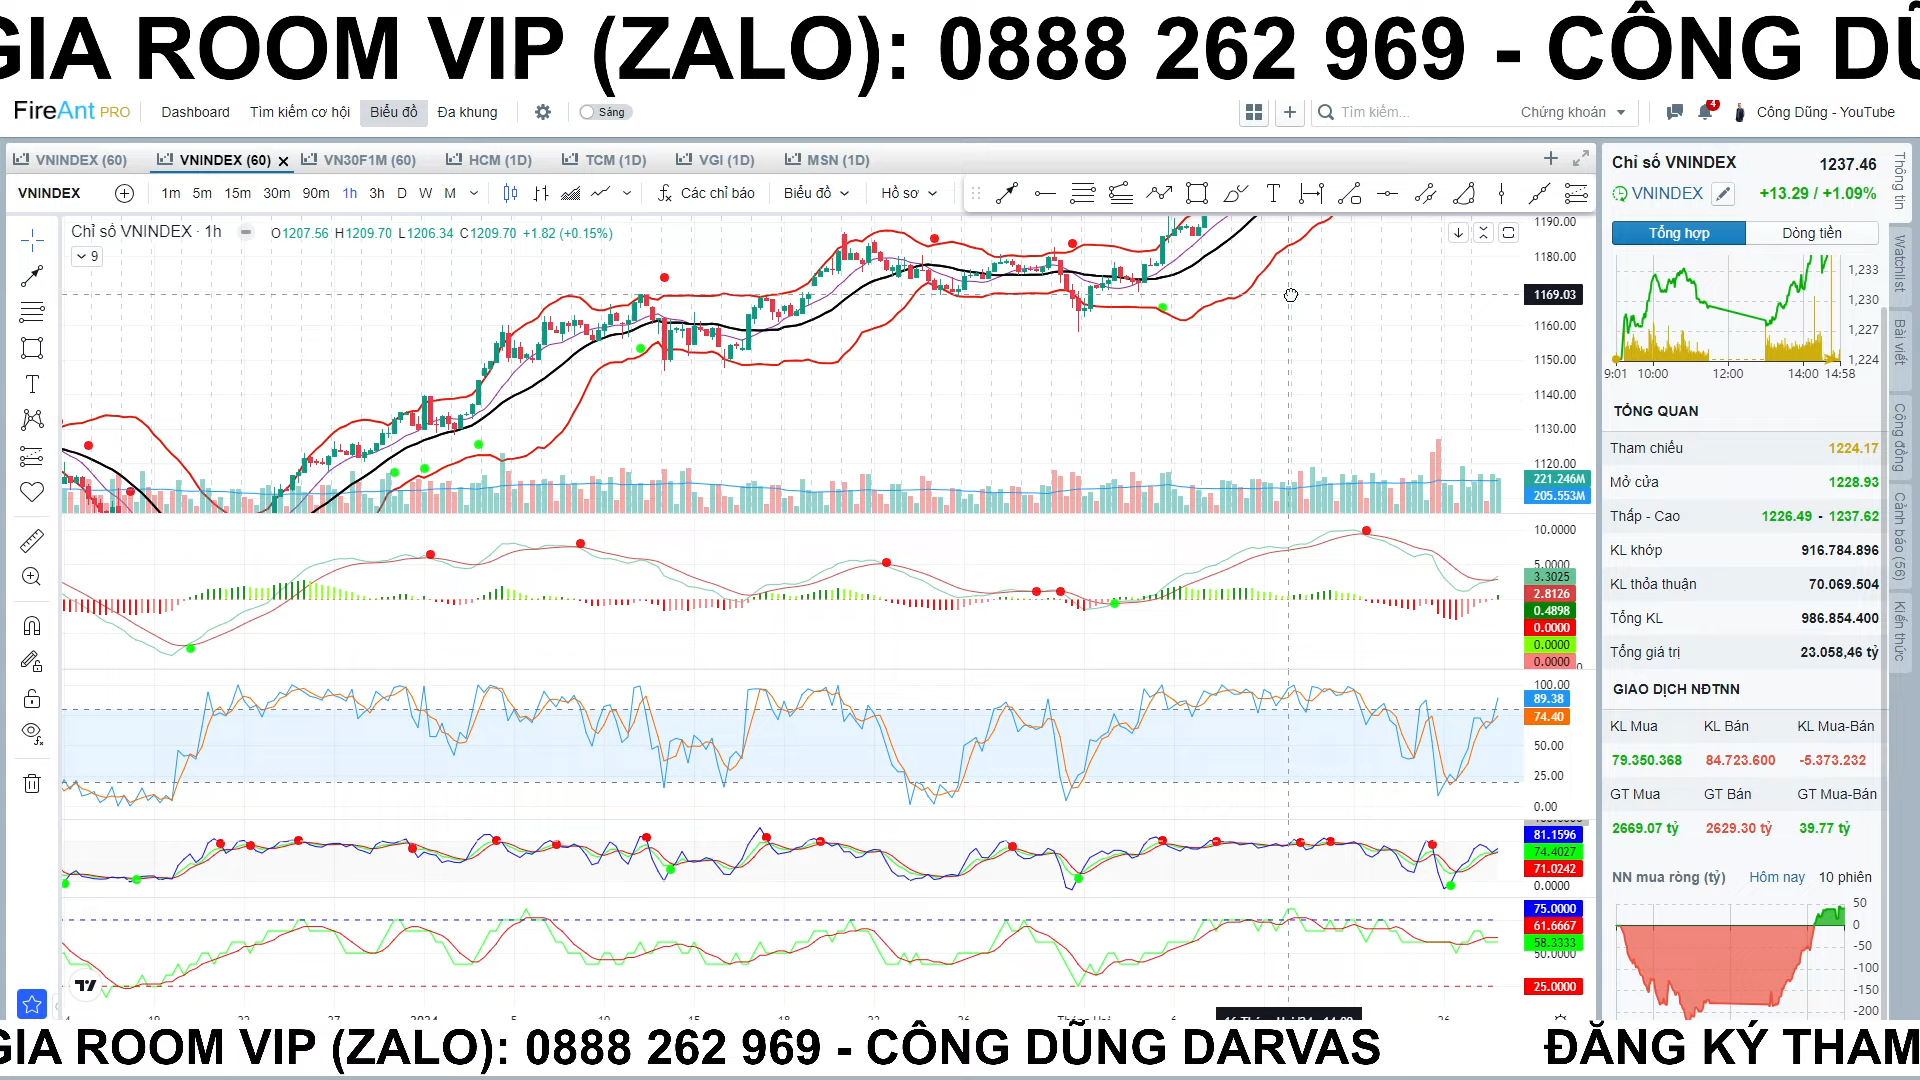 GIA ROOM VIP (ZALO): 0888 262 969 - CÔNG DŨ
FireAnt PRO
Dashboard Tìm kiếm cơ hội Biểu đồ Đa khung Sáng
Tìm kiếm... Chứng khoán 4 Công Dũng - YouTube
VNINDEX (60) VNINDEX (60) VN30F1M (60) HCM (1D) TCM (1D) VGI (1D) MSN (1D)
VNINDEX 1m 5m 15m 30m 90m 1h 3h D W M Các chỉ báo Biểu đồ Hồ sơ
Chỉ số VNINDEX · 1h O1207.56 H1209.70 L1206.34 C1209.70 +1.82 (+0.15%)
9
1190.00
1180.00
1169.03
1160.00
1150.00
1140.00
1130.00
1120.00
221.246M
205.553M
10.0000
5.0000
3.3025
2.8126
0.4898
0.0000
0.0000
0.0000
100.00
89.38
74.40
50.00
25.00
0.00
81.1596
74.4027
71.0242
0.0000
75.0000
61.6667
58.3333
50.0000
25.0000
Chỉ số VNINDEX 1237.46
VNINDEX +13.29 / +1.09%
Tổng hợp Dòng tiền
1,233
1,230
1,227
1,224
9:01 10:00 12:00 14:00 14:58
TỔNG QUAN
Tham chiếu 1224.17
Mở cửa 1228.93
Thấp - Cao 1226.49 - 1237.62
KL khớp 916.784.896
KL thỏa thuận 70.069.504
Tổng KL 986.854.400
Tổng giá trị 23.058,46 tỷ
GIAO DỊCH NĐTNN
KL Mua KL Bán KL Mua-Bán
79.350.368 84.723.600 -5.373.232
GT Mua GT Bán GT Mua-Bán
2669.07 tỷ 2629.30 tỷ 39.77 tỷ
NN mua ròng (tỷ) Hôm nay 10 phiên
50
0
-50
-100
-150
-200
Thông tin
Watchlist
Bài viết
Cộng đồng
Cảnh báo (56)
Kiến thức
GIA ROOM VIP (ZALO): 0888 262 969 - CÔNG DŨNG DARVAS ĐĂNG KÝ THAM